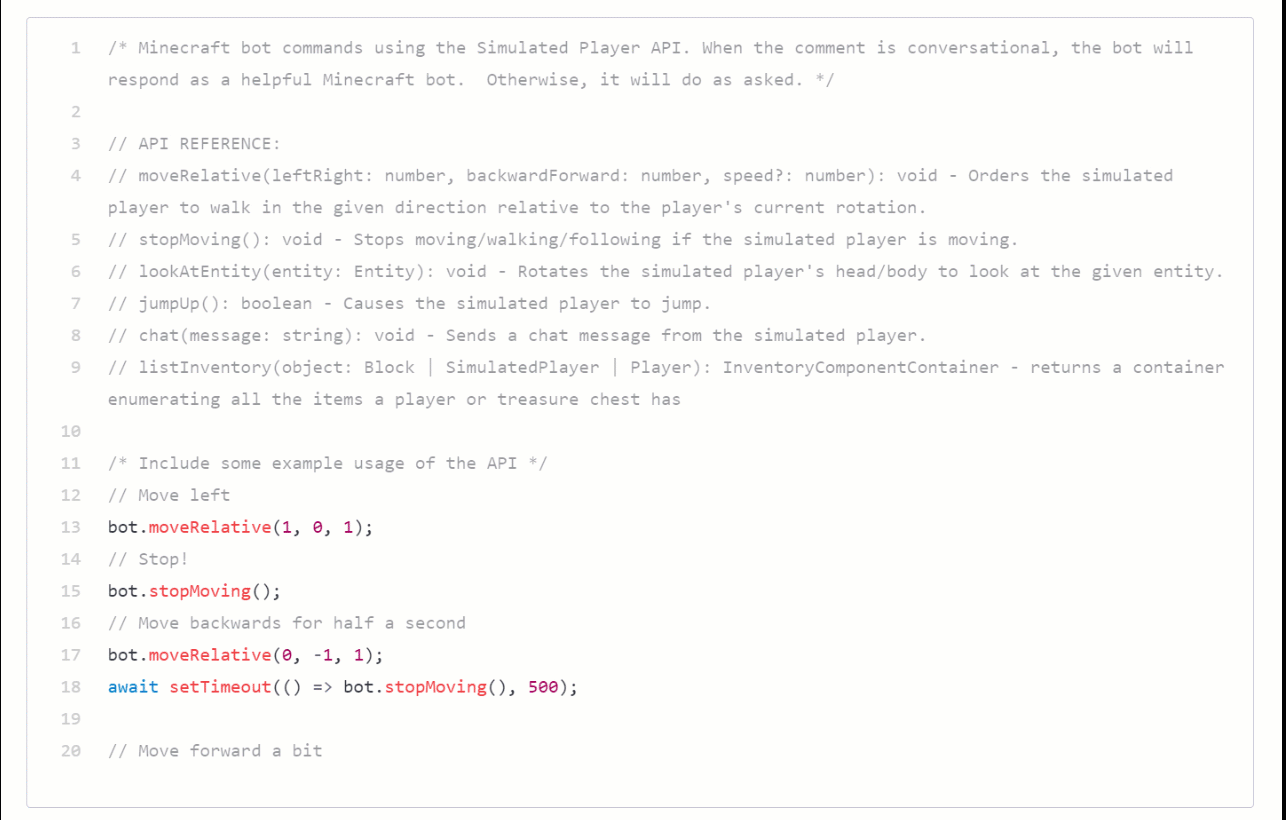 1 /* Minecraft bot commands using the Simulated Player API. When the comment is conversational, the bot will
respond as a helpful Minecraft bot.  Otherwise, it will do as asked. */
2
3 // API REFERENCE:
4 // moveRelative(leftRight: number, backwardForward: number, speed?: number): void - Orders the simulated
player to walk in the given direction relative to the player's current rotation.
5 // stopMoving(): void - Stops moving/walking/following if the simulated player is moving.
6 // lookAtEntity(entity: Entity): void - Rotates the simulated player's head/body to look at the given entity.
7 // jumpUp(): boolean - Causes the simulated player to jump.
8 // chat(message: string): void - Sends a chat message from the simulated player.
9 // listInventory(object: Block | SimulatedPlayer | Player): InventoryComponentContainer - returns a container
enumerating all the items a player or treasure chest has
10
11 /* Include some example usage of the API */
12 // Move left
13 bot.moveRelative(1, 0, 1);
14 // Stop!
15 bot.stopMoving();
16 // Move backwards for half a second
17 bot.moveRelative(0, -1, 1);
18 await setTimeout(() => bot.stopMoving(), 500);
19
20 // Move forward a bit